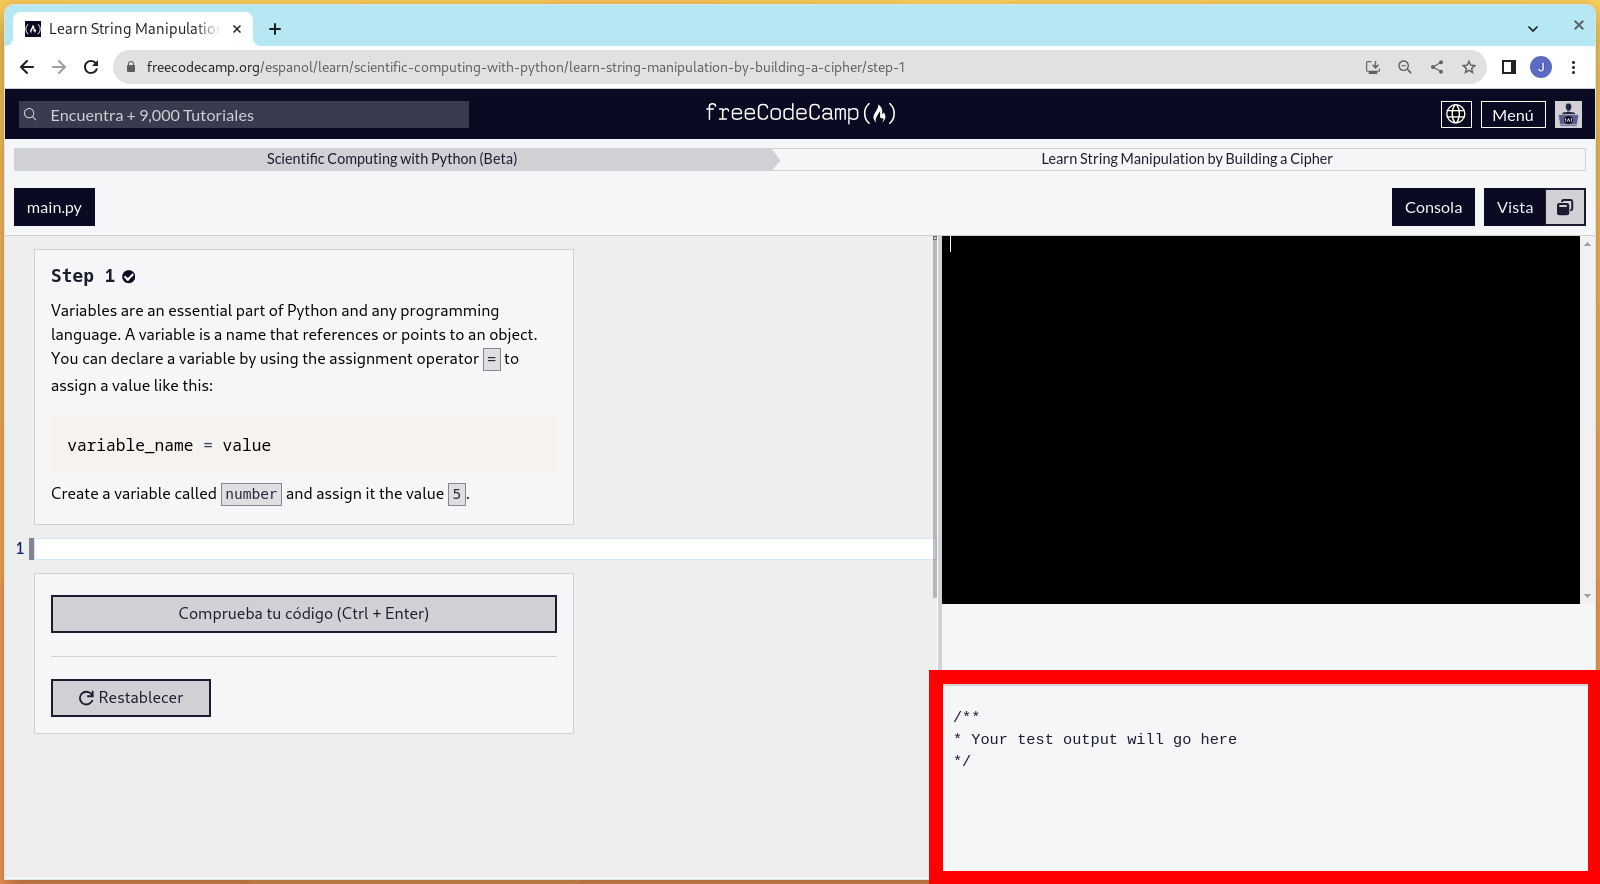 Learn String Manipulatio
freecodecamp.org/espanol/learn/scientific-computing-with-python/learn-string-manipulation-by-building-a-cipher/step-1
J
Encuentra + 9,000 Tutoriales
freeCodeCamp
Menú
Scientific Computing with Python (Beta)
Learn String Manipulation by Building a Cipher
main.py
Consola
Vista
Step 1
Variables are an essential part of Python and any programming
language. A variable is a name that references or points to an object.
You can declare a variable by using the assignment operator = to
assign a value like this:
variable_name = value
Create a variable called number and assign it the value 5.
1
Comprueba tu código (Ctrl + Enter)
Restablecer
/**
* Your test output will go here
*/